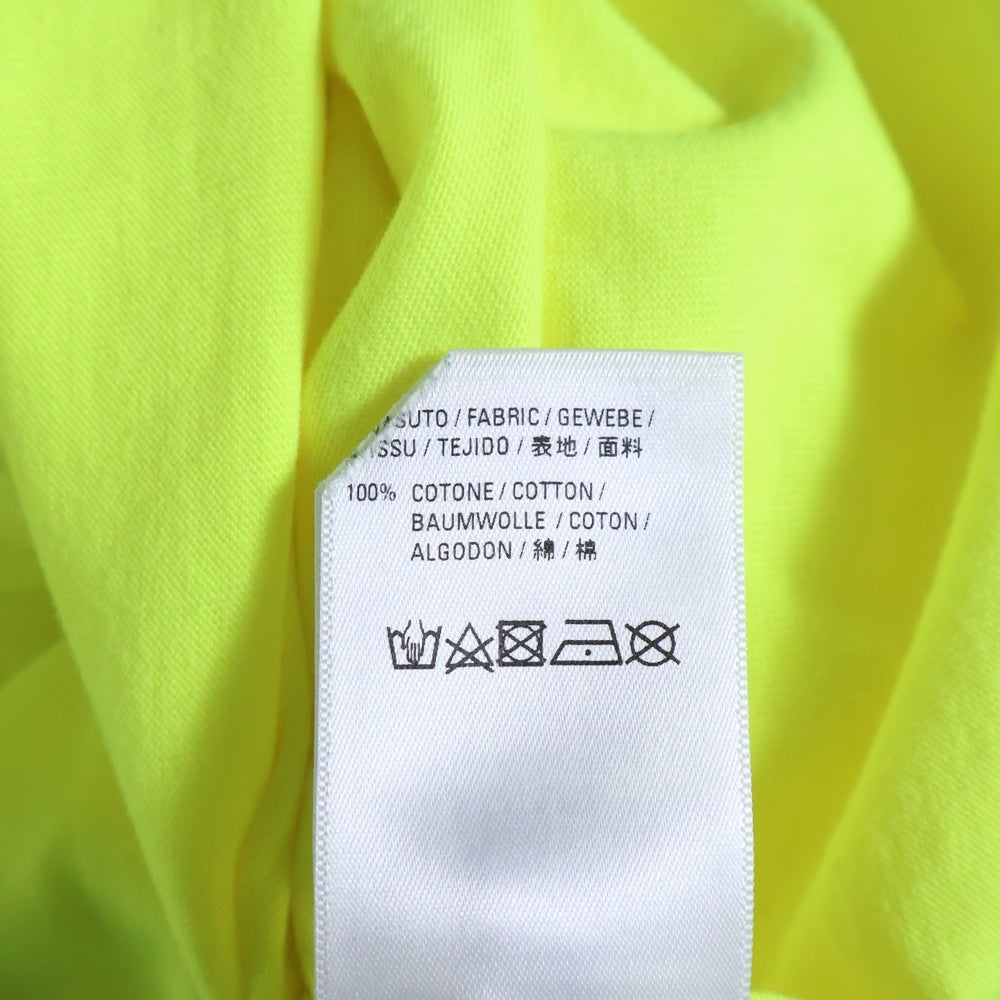 SUTO / FABRIC / GEWEBE /
ISSU / TEJIDO / 表地 / 面料
100% COTONE / COTTON /
BAUMWOLLE / COTON /
ALGODON / 綿 / 棉